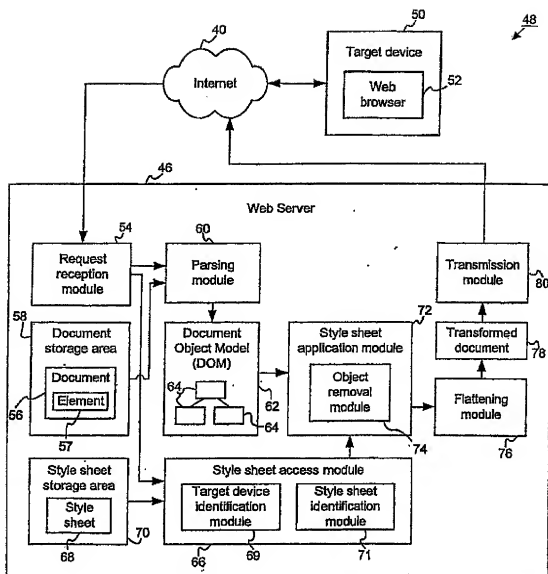 48
40
50
Internet
Target device
Web
browser
52
46
Web Server
54
Request
reception
module
60
Parsing
module
Transmission
module
80
58
Document
storage area
Document
56
Element
57
Document
Object Model
(DOM)
64
64
62
72
Style sheet
application module
Object
removal
module
74
Transformed
document
78
Flattening
module
76
Style sheet
storage area
Style
sheet
68
70
Style sheet access module
Target device
identification
module
Style sheet
identification
module
66
69
71